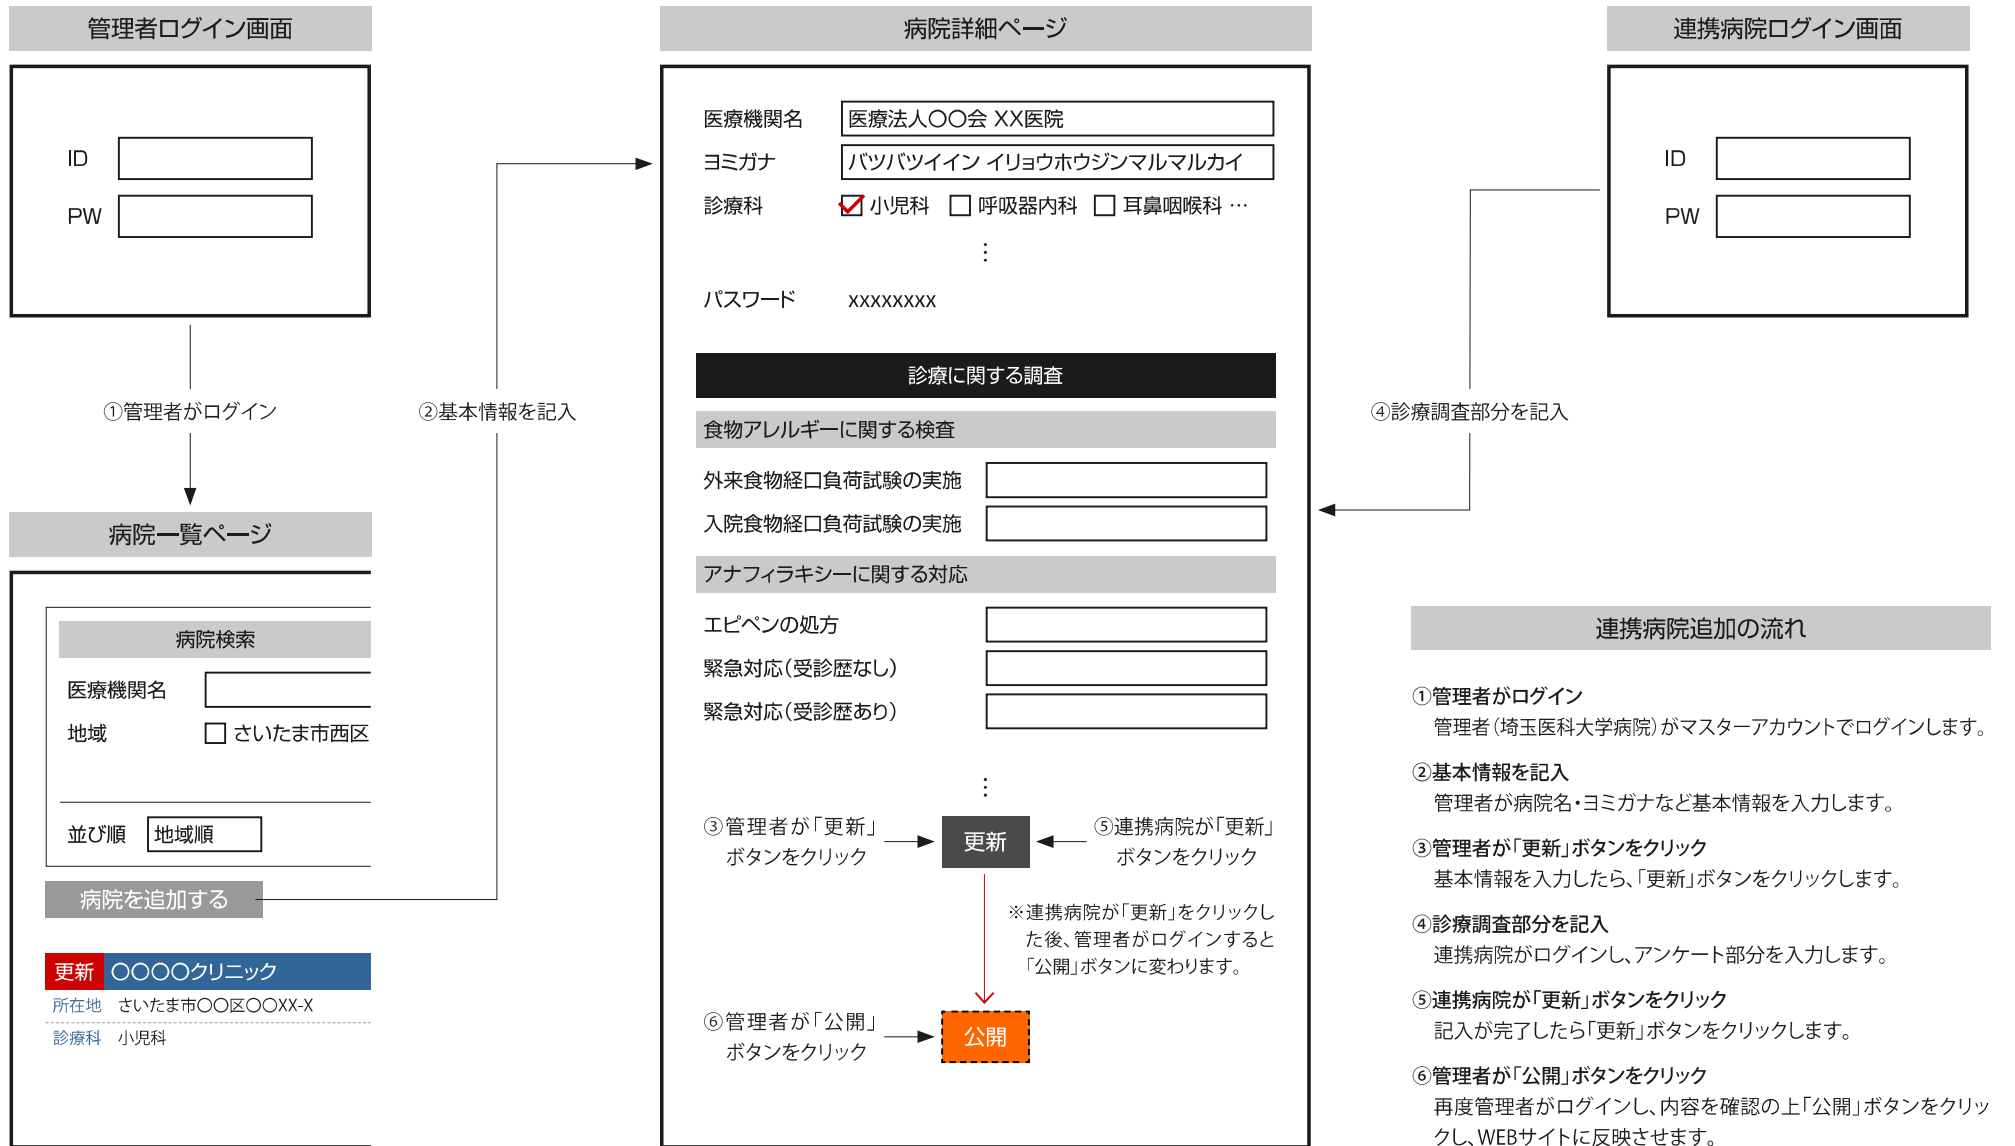 管理者ログイン画面
ID
PW
①管理者がログイン
病院一覧ページ
病院検索
医療機関名
地域
さいたま市西区
並び順
地域順
病院を追加する
更新
〇〇〇〇クリニック
所在地 さいたま市〇〇区〇〇XX-X
診療科 小児科
②基本情報を記入
病院詳細ページ
医療機関名 医療法人〇〇会 XX医院
ヨミガナ バツバツイイン イリョウホウジンマルマルカイ
診療科 小児科 呼吸器内科 耳鼻咽喉科 …
⋮
パスワード xxxxxxxx
診療に関する調査
食物アレルギーに関する検査
外来食物経口負荷試験の実施
入院食物経口負荷試験の実施
アナフィラキシーに関する対応
エピペンの処方
緊急対応（受診歴なし）
緊急対応（受診歴あり）
⋮
③管理者が「更新」
ボタンをクリック
更新
⑤連携病院が「更新」
ボタンをクリック
※連携病院が「更新」をクリックし
た後、管理者がログインすると
「公開」ボタンに変わります。
⑥管理者が「公開」
ボタンをクリック
公開
連携病院ログイン画面
ID
PW
④診療調査部分を記入
連携病院追加の流れ
①管理者がログイン
管理者（埼玉医科大学病院）がマスターアカウントでログインします。
②基本情報を記入
管理者が病院名・ヨミガナなど基本情報を入力します。
③管理者が「更新」ボタンをクリック
基本情報を入力したら、「更新」ボタンをクリックします。
④診療調査部分を記入
連携病院がログインし、アンケート部分を入力します。
⑤連携病院が「更新」ボタンをクリック
記入が完了したら「更新」ボタンをクリックします。
⑥管理者が「公開」ボタンをクリック
再度管理者がログインし、内容を確認の上「公開」ボタンをクリッ
クし、WEBサイトに反映させます。